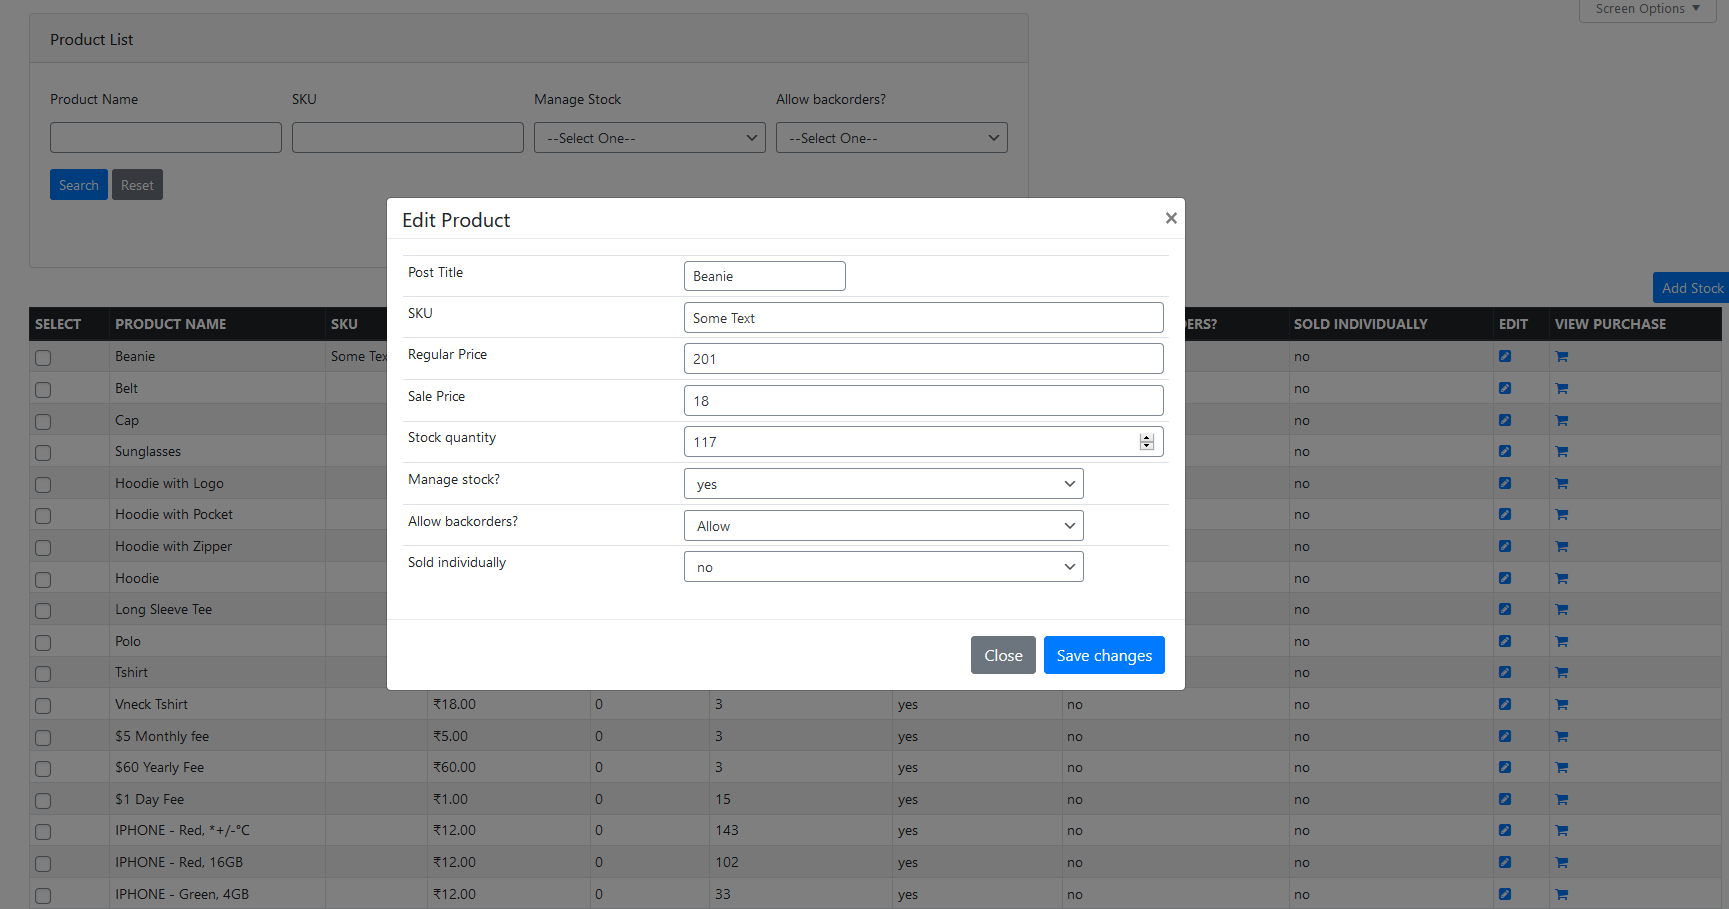 Screen Options
Product List
Product Name SKU Manage Stock Allow backorders?
--Select One-- --Select One--
Search Reset
Edit Product ×
Post Title Beanie
SKU Some Text
Regular Price 201
Sale Price 18
Stock quantity 117
Manage stock? yes
Allow backorders? Allow
Sold individually no
Close Save changes
Add Stock
SELECT PRODUCT NAME SKU SOLD INDIVIDUALLY EDIT VIEW PURCHASE
Beanie Some no
Belt no
Cap no
Sunglasses no
Hoodie with Logo no
Hoodie with Pocket no
Hoodie with Zipper no
Hoodie no
Long Sleeve Tee no
Polo no
Tshirt no
Vneck Tshirt ₹18.00 0 3 yes no no
$5 Monthly fee ₹5.00 0 3 yes no no
$60 Yearly Fee ₹60.00 0 3 yes no no
$1 Day Fee ₹1.00 0 15 yes no no
IPHONE - Red, *+/-°C ₹12.00 0 143 yes no no
IPHONE - Red, 16GB ₹12.00 0 102 yes no no
IPHONE - Green, 4GB ₹12.00 0 33 yes no no